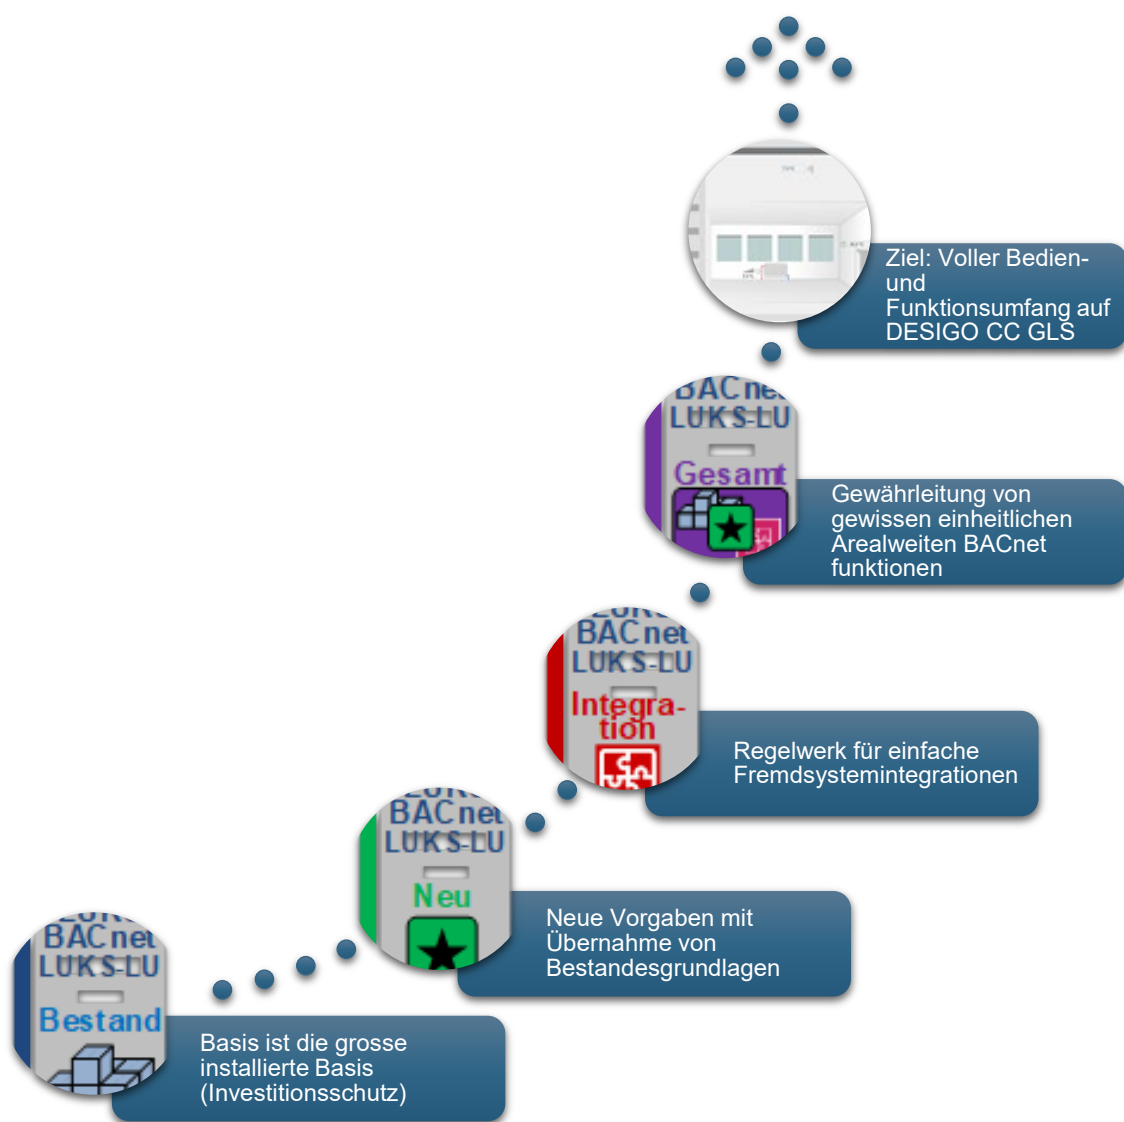 Ziel: Voller Bedien-
und
Funktionsumfang auf
DESIGO CC GLS
BACnet
LUKS-LU
Gesamt
Gewährleitung von
gewissen einheitlichen
Arealweiten BACnet
funktionen
BACnet
LUKS-LU
Integra-
tion
Regelwerk für einfache
Fremdsystemintegrationen
BACnet
LUKS-LU
Neu
Neue Vorgaben mit
Übernahme von
Bestandesgrundlagen
BACnet
LUKS-LU
Bestand
Basis ist die grosse
installierte Basis
(Investitionsschutz)